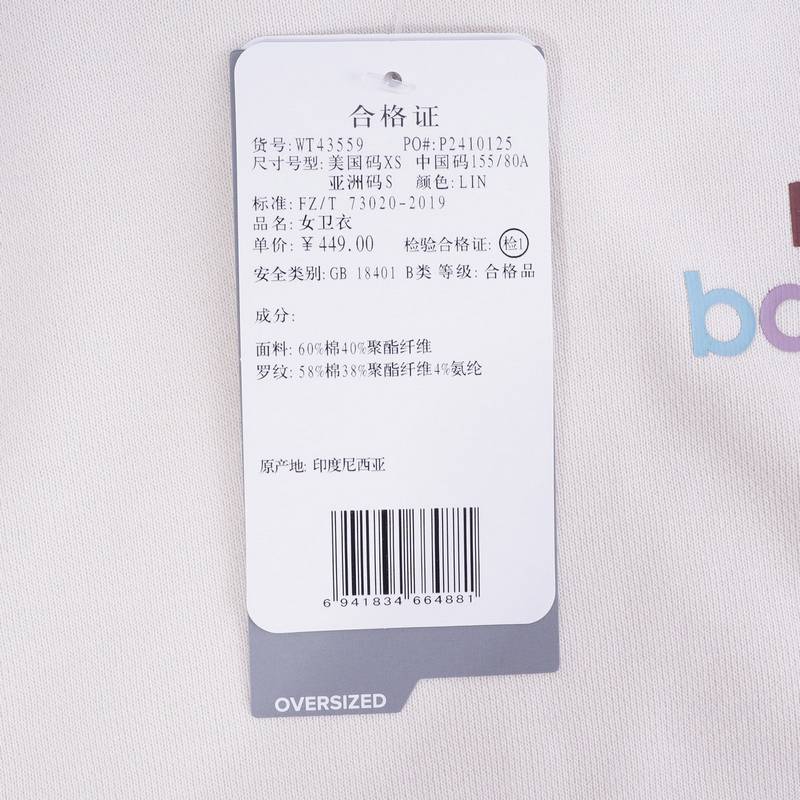 合格证
货号:WT43559 PO#:P2410125
尺寸号型:美国码XS 中国码155/80A
亚洲码S 颜色:LIN
标准:FZ/T 73020-2019
品名:女卫衣
单价:￥449.00 检验合格证:检1
安全类别:GB 18401 B类 等级:合格品
成分:
面料:60%棉40%聚酯纤维
罗纹:58%棉38%聚酯纤维4%氨纶
原产地:印度尼西亚
6 941834 664881
OVERSIZED